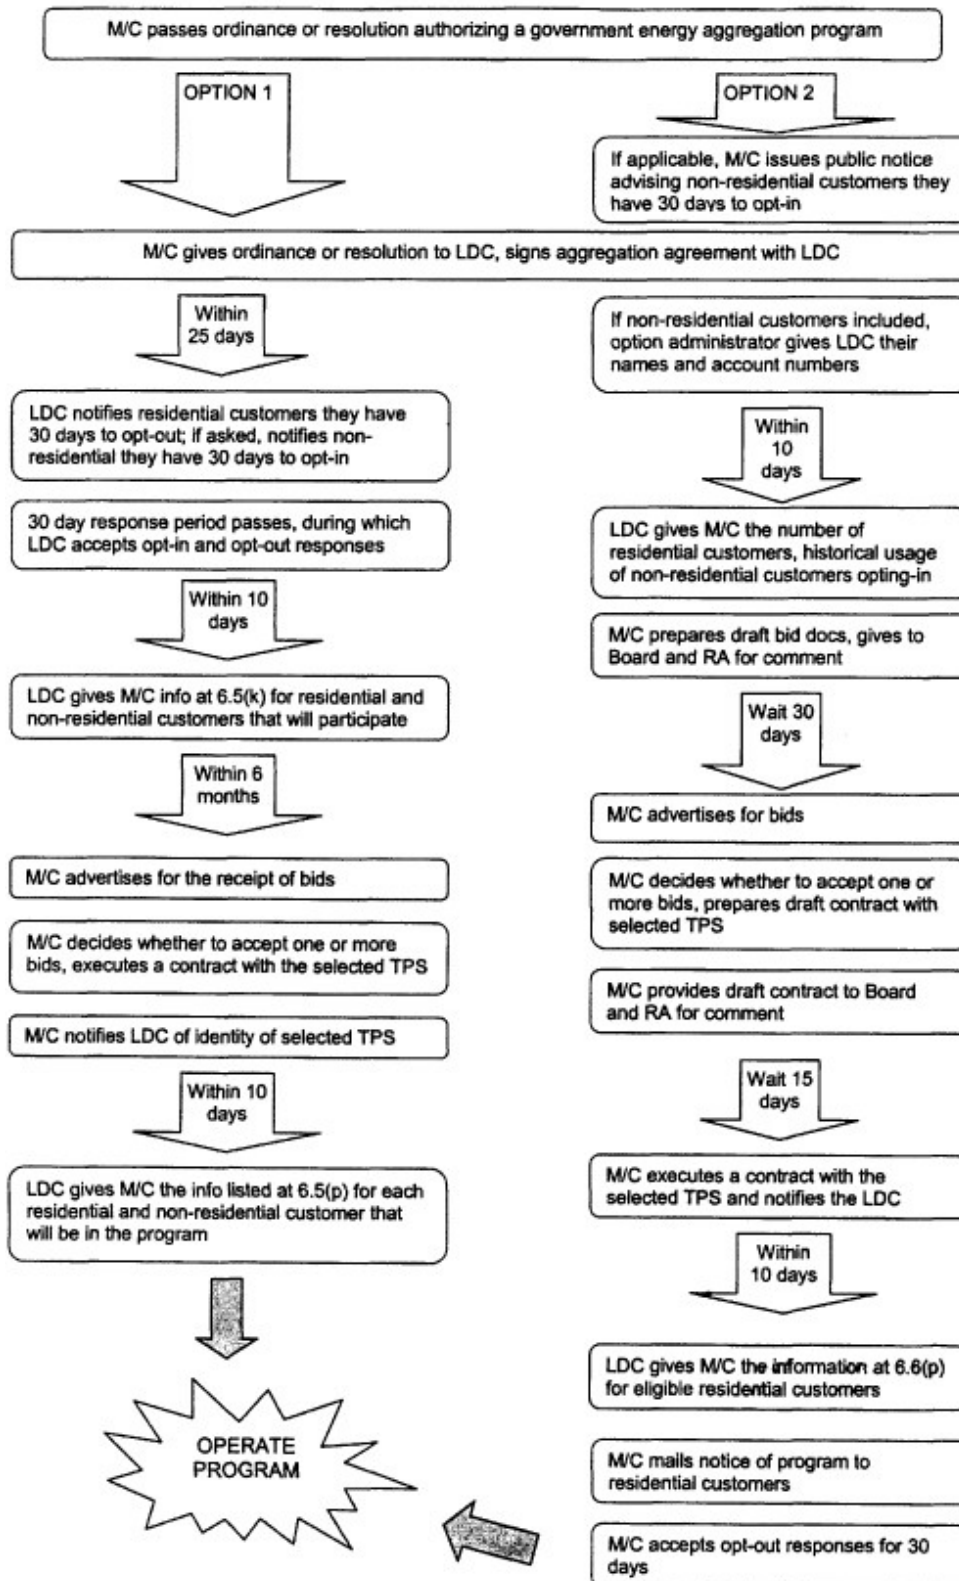 M/C passes ordinance or resolution authorizing a government energy aggregation program
OPTION 1
OPTION 2
If applicable, M/C issues public notice
advising non-residential customers they
have 30 days to opt-in
M/C gives ordinance or resolution to LDC, signs aggregation agreement with LDC
Within
25 days
LDC notifies residential customers they have
30 days to opt-out; if asked, notifies non-
residential they have 30 days to opt-in
30 day response period passes, during which
LDC accepts opt-in and opt-out responses
Within 10
days
LDC gives M/C info at 6.5(k) for residential and
non-residential customers that will participate
Within 6
months
M/C advertises for the receipt of bids
M/C decides whether to accept one or more
bids, executes a contract with the selected TPS
M/C notifies LDC of identity of selected TPS
Within 10
days
LDC gives M/C the info listed at 6.5(p) for each
residential and non-residential customer that
will be in the program
If non-residential customers included,
option administrator gives LDC their
names and account numbers
Within
10
days
LDC gives M/C the number of
residential customers, historical usage
of non-residential customers opting-in
M/C prepares draft bid docs, gives to
Board and RA for comment
Wait 30
days
M/C advertises for bids
M/C decides whether to accept one or
more bids, prepares draft contract with
selected TPS
M/C provides draft contract to Board
and RA for comment
Wait 15
days
M/C executes a contract with the
selected TPS and notifies the LDC
Within
10 days
LDC gives M/C the information at 6.6(p)
for eligible residential customers
M/C mails notice of program to
residential customers
M/C accepts opt-out responses for 30
days
OPERATE
PROGRAM